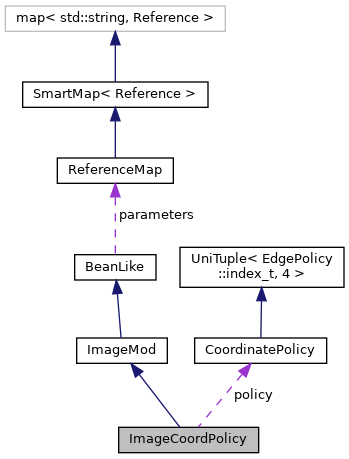 map< std::string, Reference >
SmartMap< Reference >
ReferenceMap
parameters
BeanLike
UniTuple< EdgePolicy
::index_t, 4 >
ImageMod
CoordinatePolicy
policy
ImageCoordPolicy